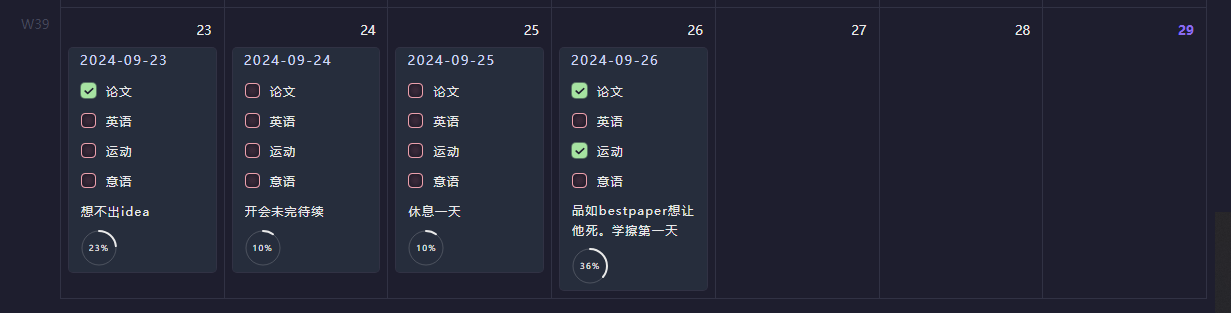 W39
23
24
25
26
27
28
29
2024-09-23
论文
英语
运动
意语
想不出idea
23%
2024-09-24
论文
英语
运动
意语
开会未完待续
10%
2024-09-25
论文
英语
运动
意语
休息一天
10%
2024-09-26
论文
英语
运动
意语
品如bestpaper想让
他死。学擦第一天
36%